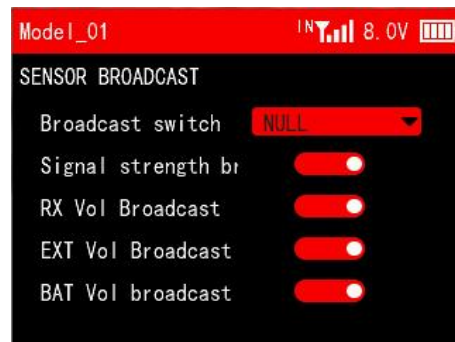 Model_01 IN 8.0V
SENSOR BROADCAST
Broadcast switch NULL
Signal strength br
RX Vol Broadcast
EXT Vol Broadcast
BAT Vol broadcast